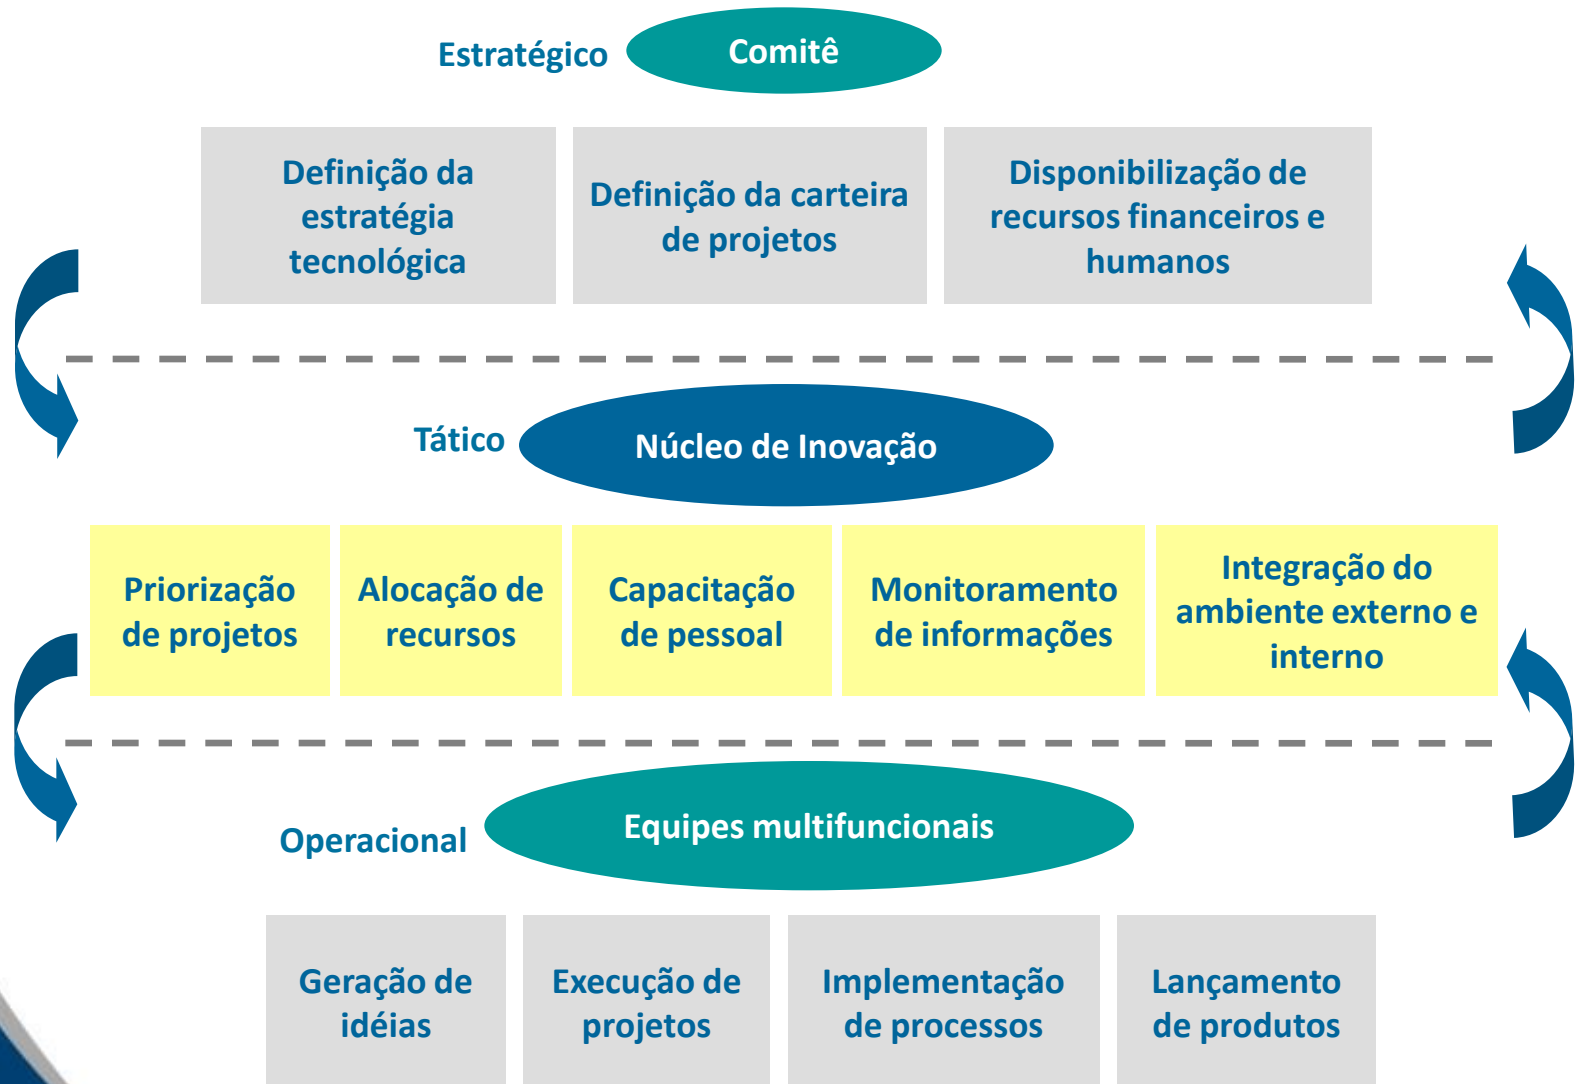 Estratégico
Comitê
Definição da
estratégia
tecnológica
Definição da carteira
de projetos
Disponibilização de
recursos financeiros e
humanos
Tático
Núcleo de Inovação
Priorização
de projetos
Alocação de
recursos
Capacitação
de pessoal
Monitoramento
de informações
Integração do
ambiente externo e
interno
Operacional
Equipes multifuncionais
Geração de
idéias
Execução de
projetos
Implementação
de processos
Lançamento
de produtos